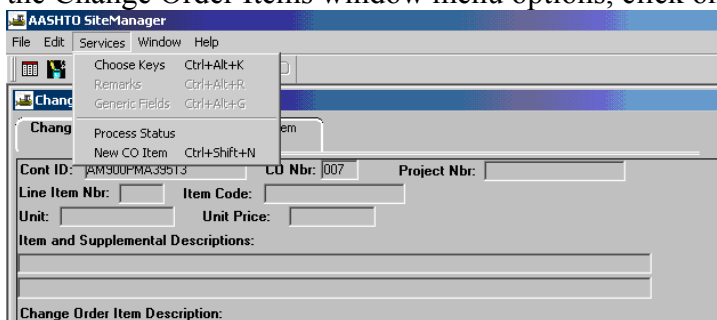 the Change Order Items window menu options, click on
AASHTO SiteManager
File Edit Services Window Help
Choose Keys Ctrl+Alt+K
Remarks Ctrl+Alt+R
Generic Fields Ctrl+Alt+G
Process Status
New CO Item Ctrl+Shift+N
Chang
Chang em
Cont ID: AM900PMA39513 CO Nbr: 007 Project Nbr:
Line Item Nbr: Item Code:
Unit: Unit Price:
Item and Supplemental Descriptions:
Change Order Item Description: